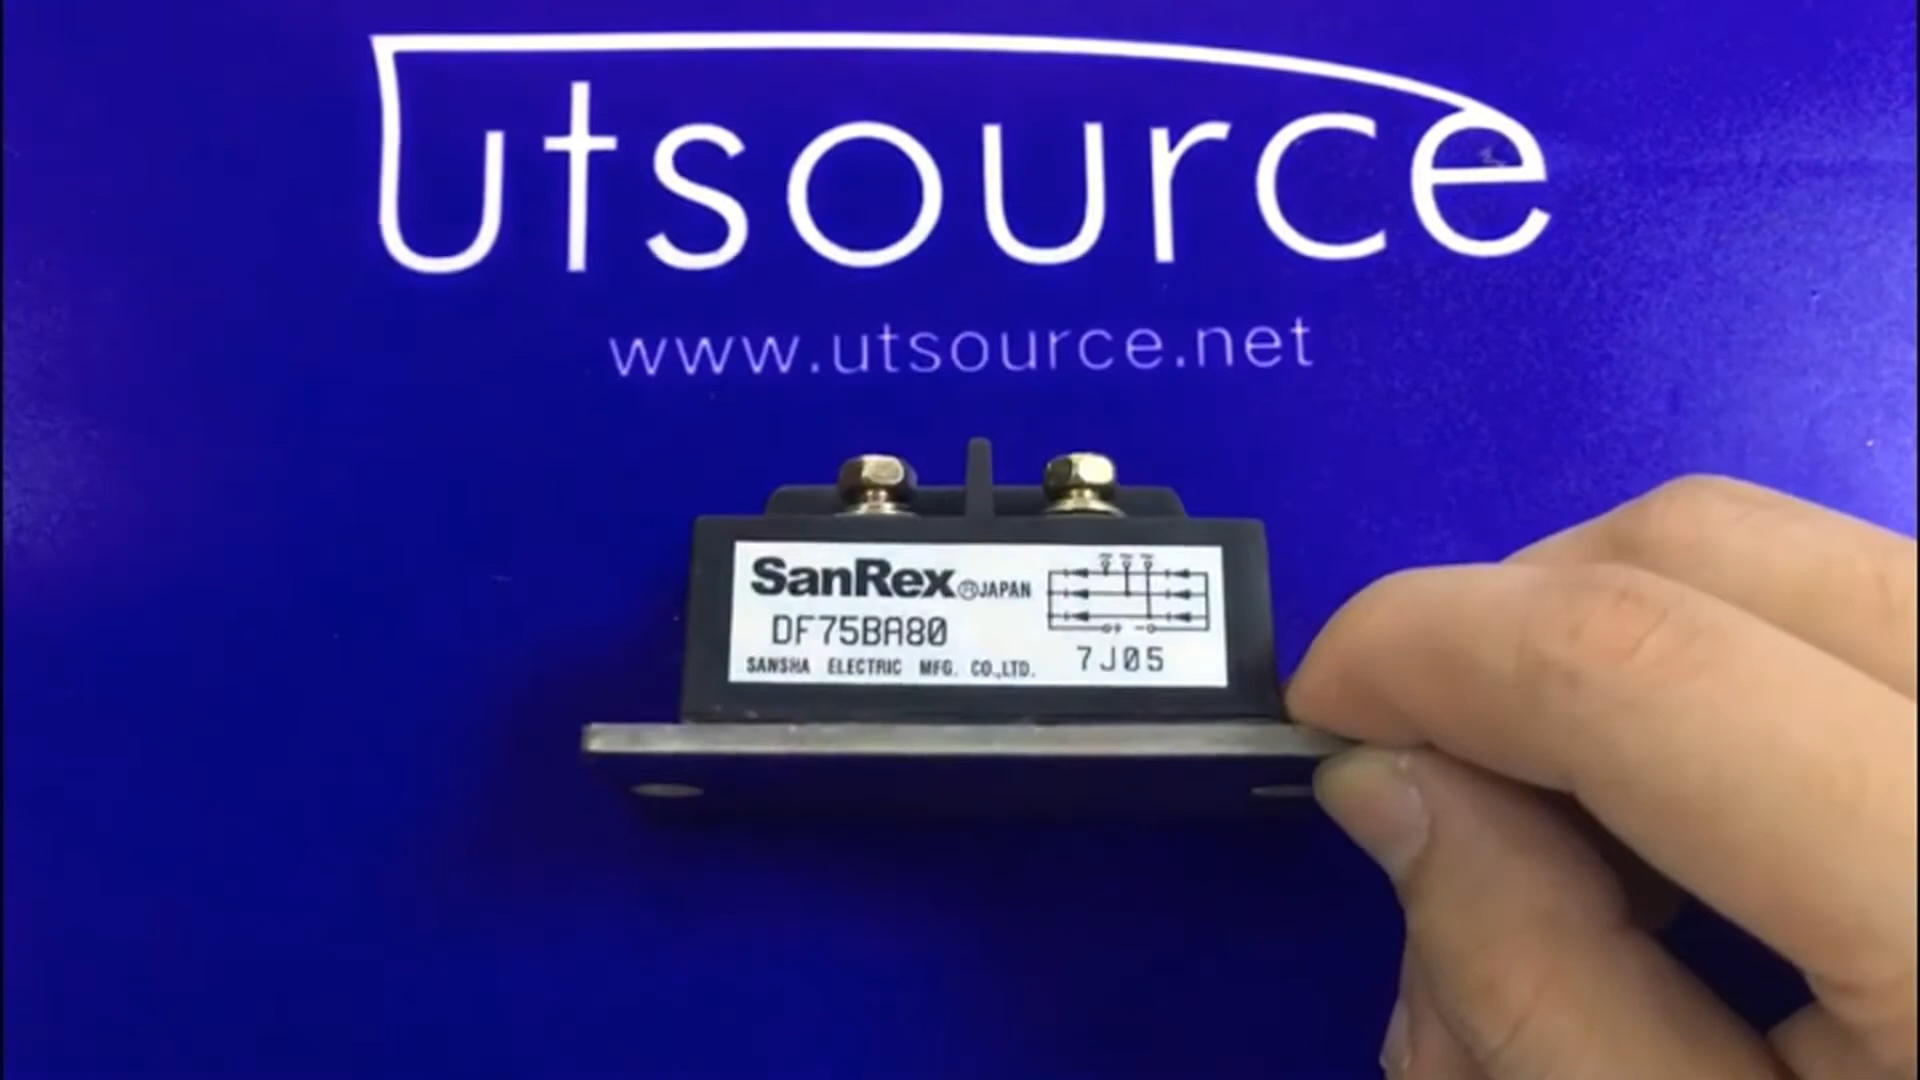 utsource
www.utsource.net
SanRex ® JAPAN
DF75BA80
SANSHA ELECTRIC MFG. CO.,LTD.
+ -
7J05